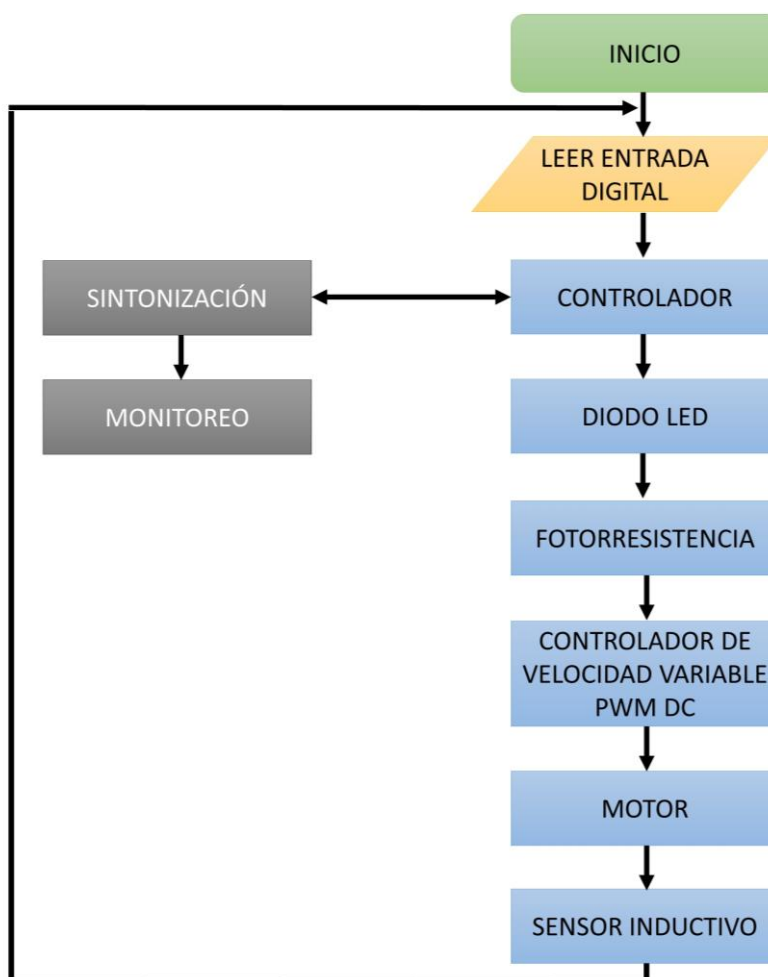 INICIO
LEER ENTRADA
DIGITAL
SINTONIZACIÓN
CONTROLADOR
MONITOREO
DIODO LED
FOTORRESISTENCIA
CONTROLADOR DE
VELOCIDAD VARIABLE
PWM DC
MOTOR
SENSOR INDUCTIVO